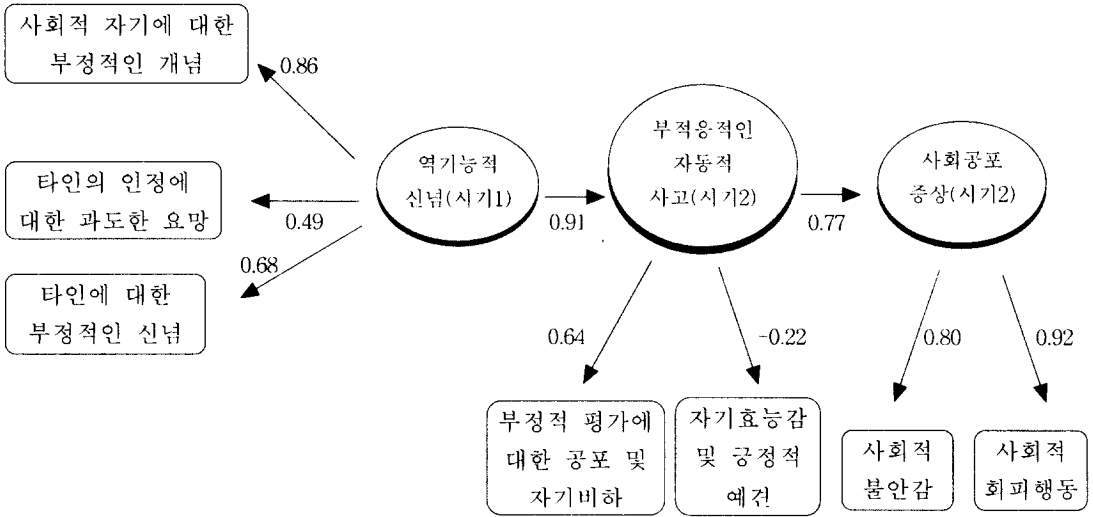 사회적 자기에 대한
부정적인 개념
0.86
타인의 인정에
대한 과도한 요망
0.49
0.68
타인에 대한
부정적인 신념
역기능적
신념(시기1)
0.91
부적응적인
자동적
사고(시기2)
0.77
사회공포
증상(시기2)
0.64
-0.22
0.80
0.92
부정적 평가에
대한 공포 및
자기비하
자기효능감
및 긍정적
예견
사회적
불안감
사회적
회피행동